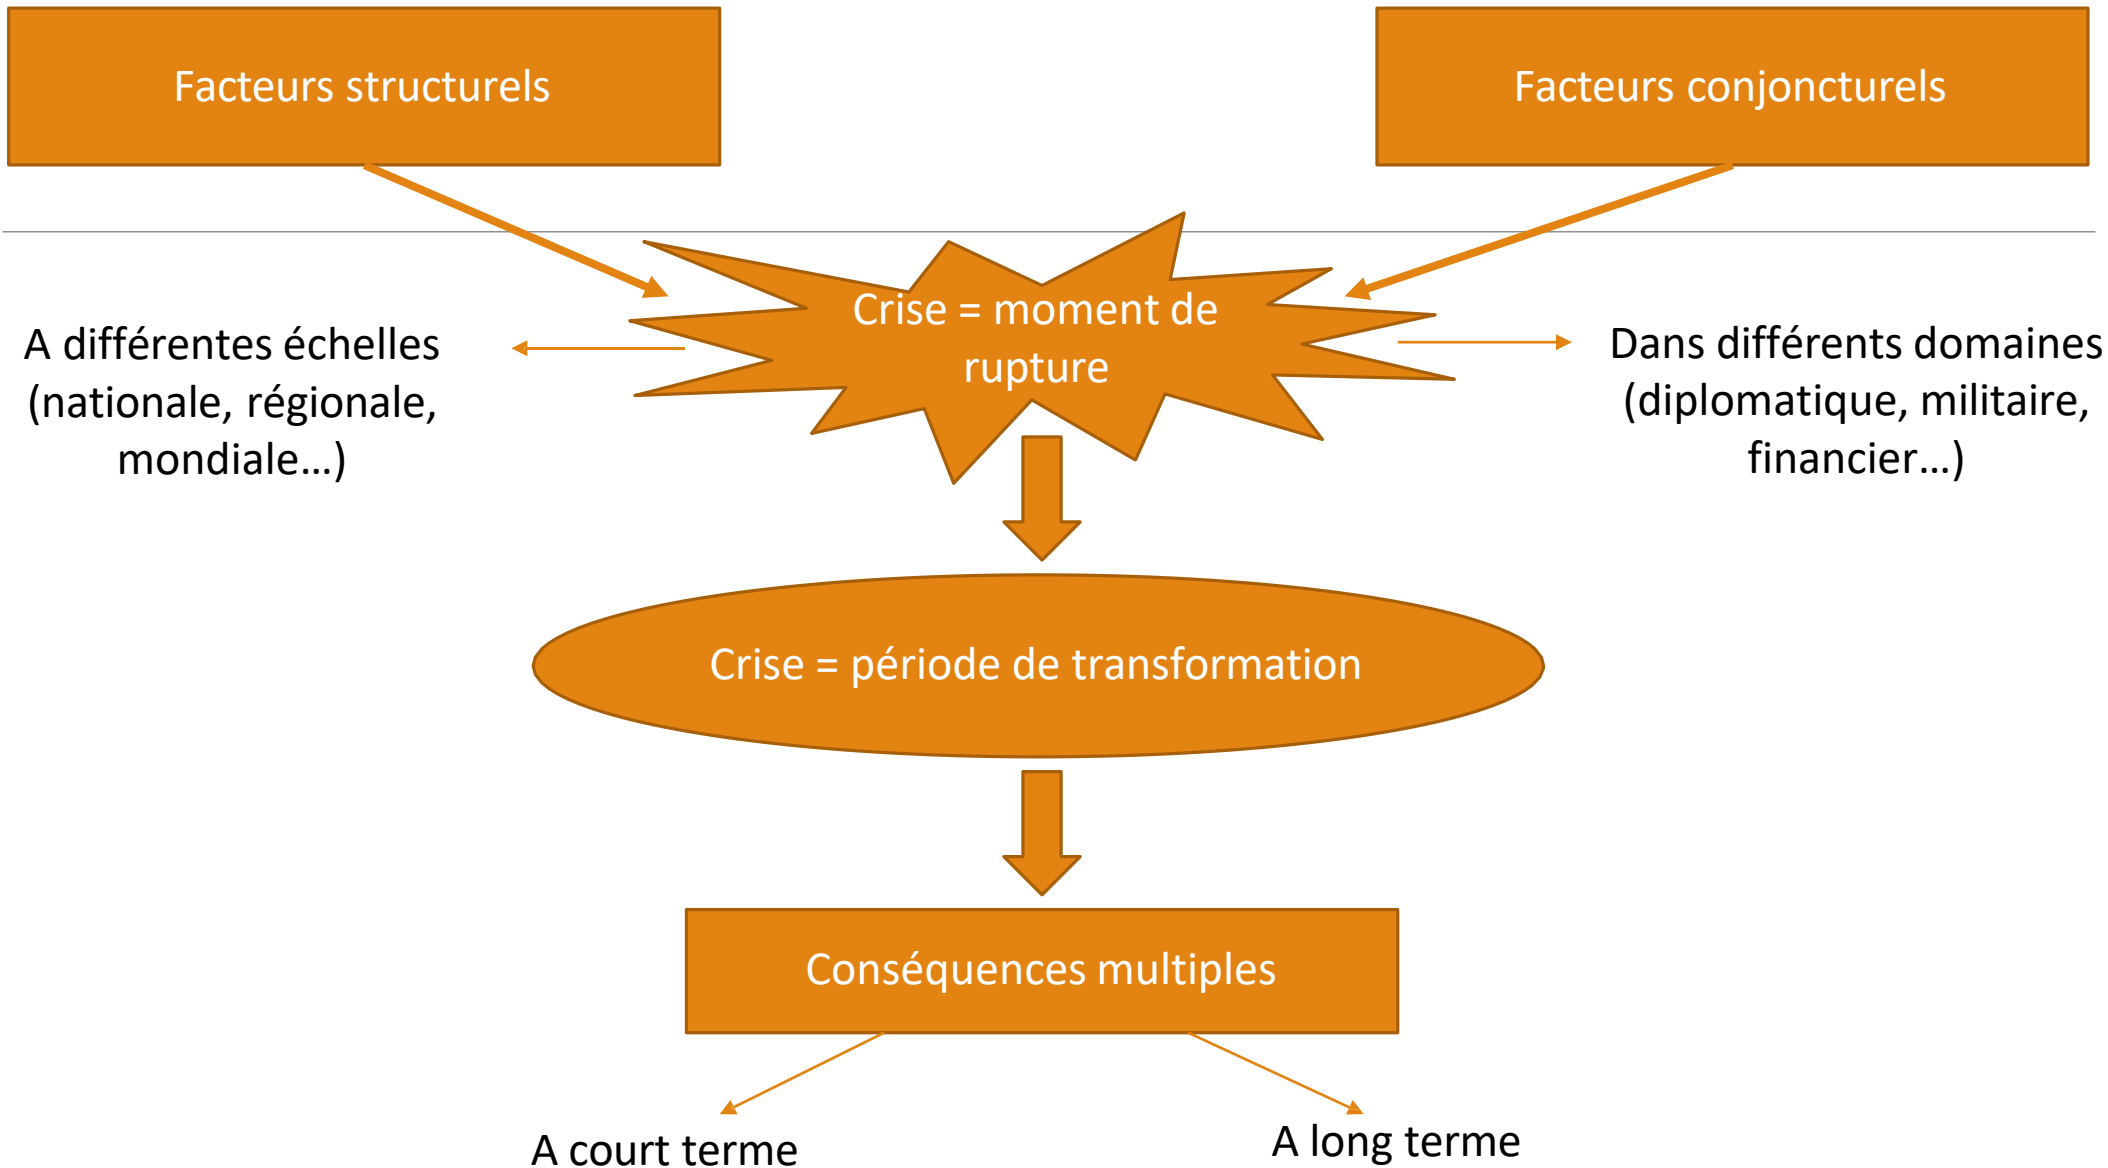 Facteurs structurels
Facteurs conjoncturels
Crise = moment de
rupture
A différentes échelles
(nationale, régionale,
mondiale…)
Dans différents domaines
(diplomatique, militaire,
financier…)
Crise = période de transformation
Conséquences multiples
A court terme
A long terme